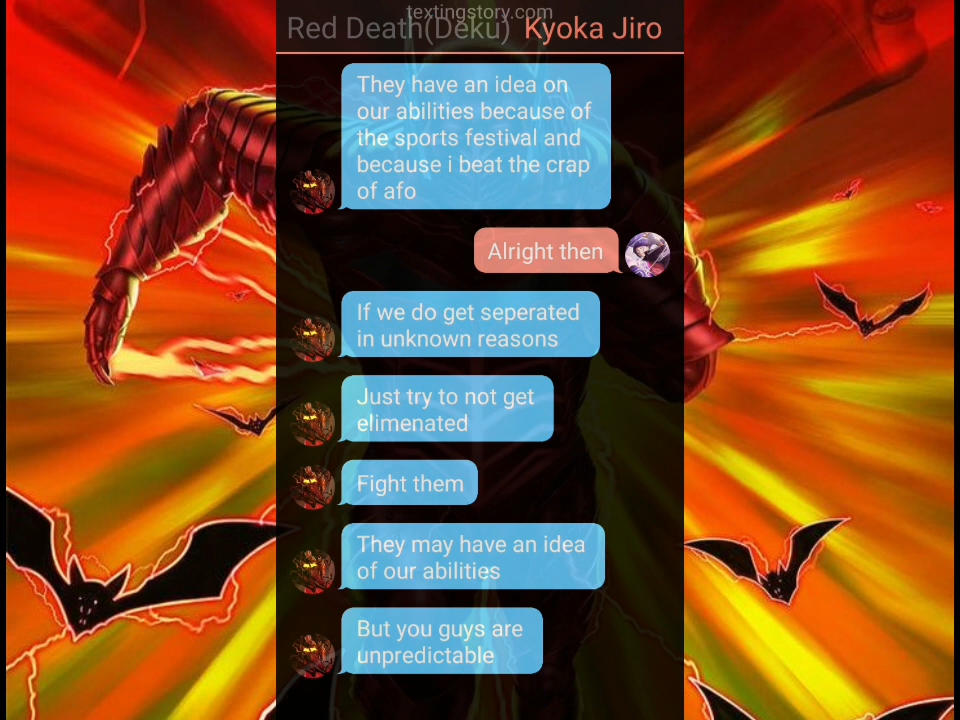 textingstory.com
Red Death(Deku) Kyoka Jiro
They have an idea on
our abilities because of
the sports festival and
because i beat the crap
of afo
Alright then
If we do get seperated
in unknown reasons
Just try to not get
elimenated
Fight them
They may have an idea
of our abilities
But you guys are
unpredictable